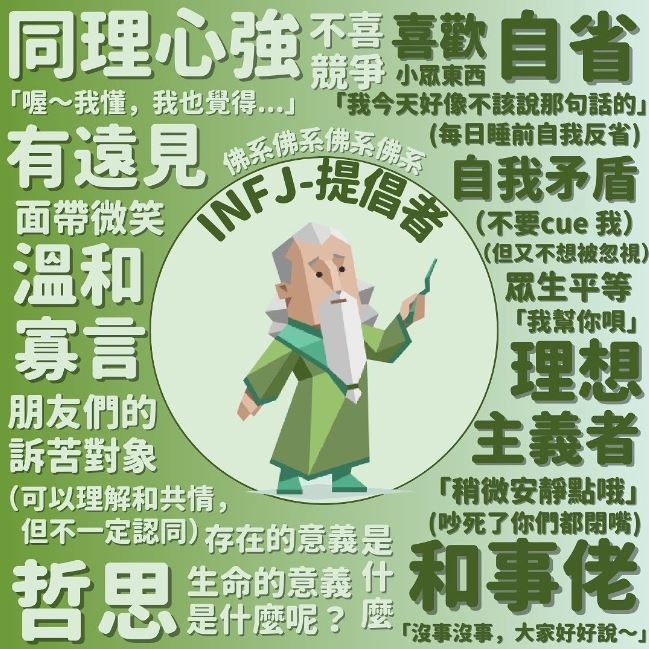 同理心強
「喔～我懂，我也覺得...」
不喜
競爭
喜歡
小眾東西
自省
「我今天好像不該說那句話的」
(每日睡前自我反省)
有遠見
佛系佛系佛系佛系
INFJ-提倡者
自我矛盾
面帶微笑
(不要cue 我)
(但又不想被忽視)
溫和
眾生平等
「我幫你唄」
寡言
理想
主義者
朋友們的
訴苦對象
(可以理解和共情，
但不一定認同)
「稍微安靜點哦」
(吵死了你們都閉嘴)
存在的意義是什麼
和事佬
「沒事沒事，大家好好說～」
哲思
生命的意義
是什麼呢？